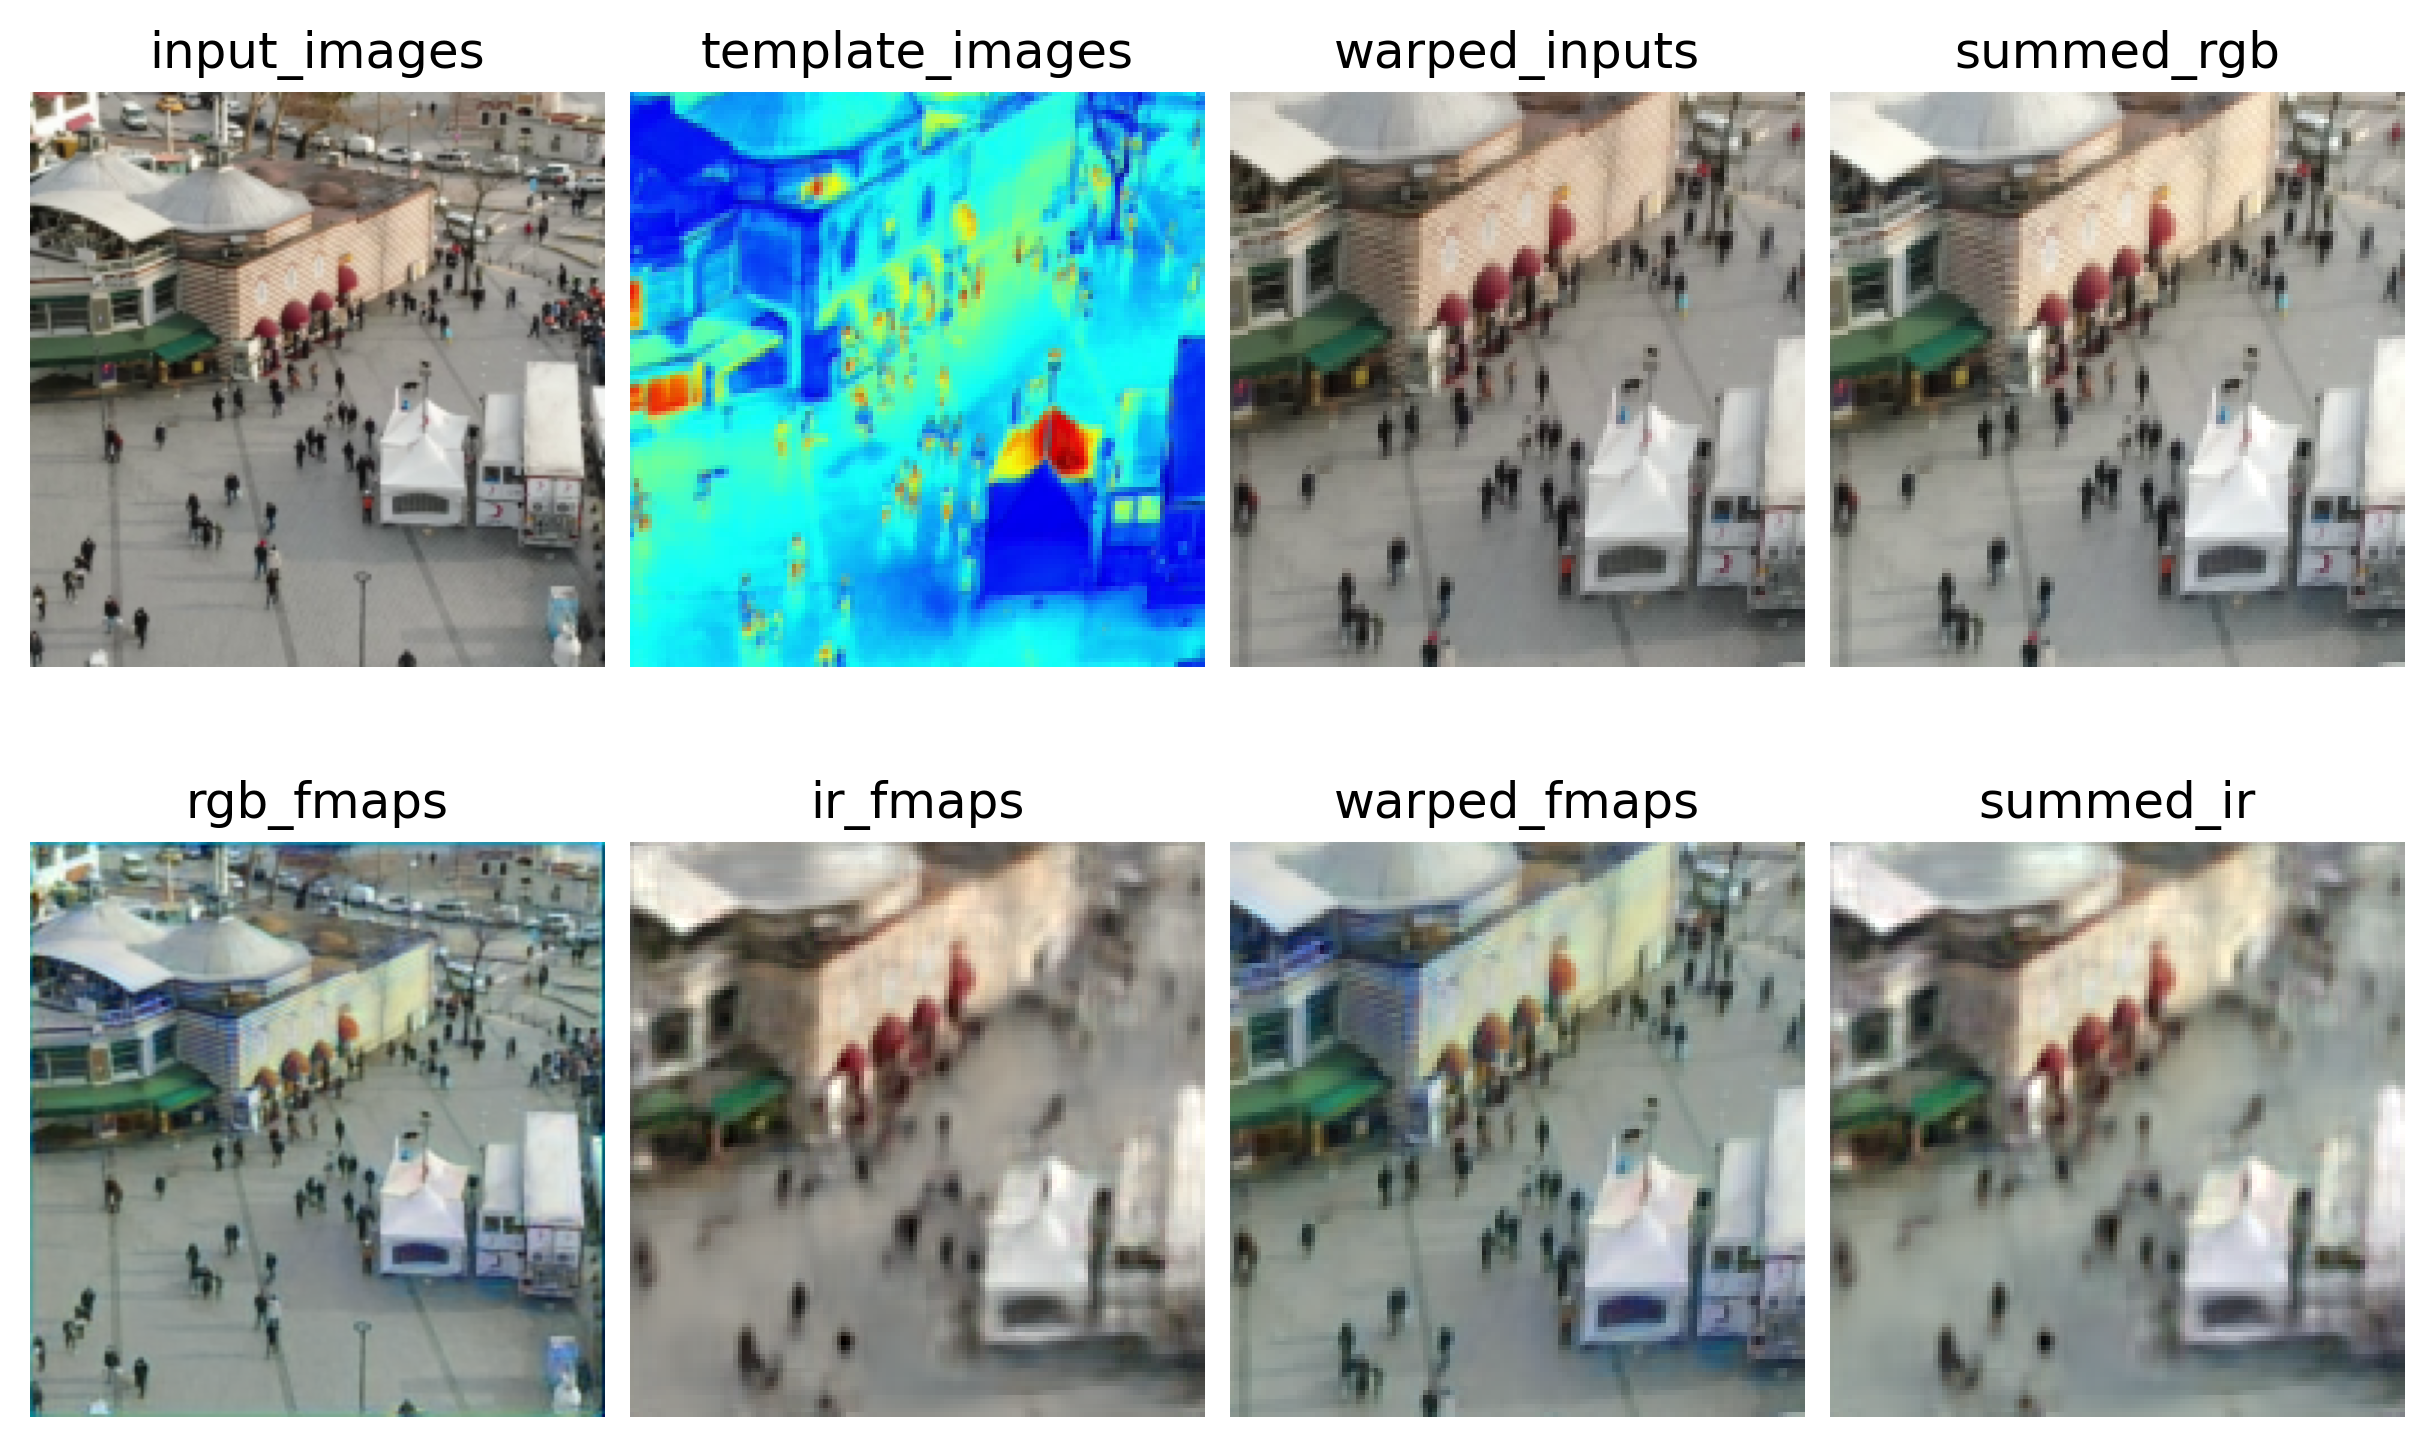 input_images
template_images
warped_inputs
summed_rgb
rgb_fmaps
ir_fmaps
warped_fmaps
summed_ir